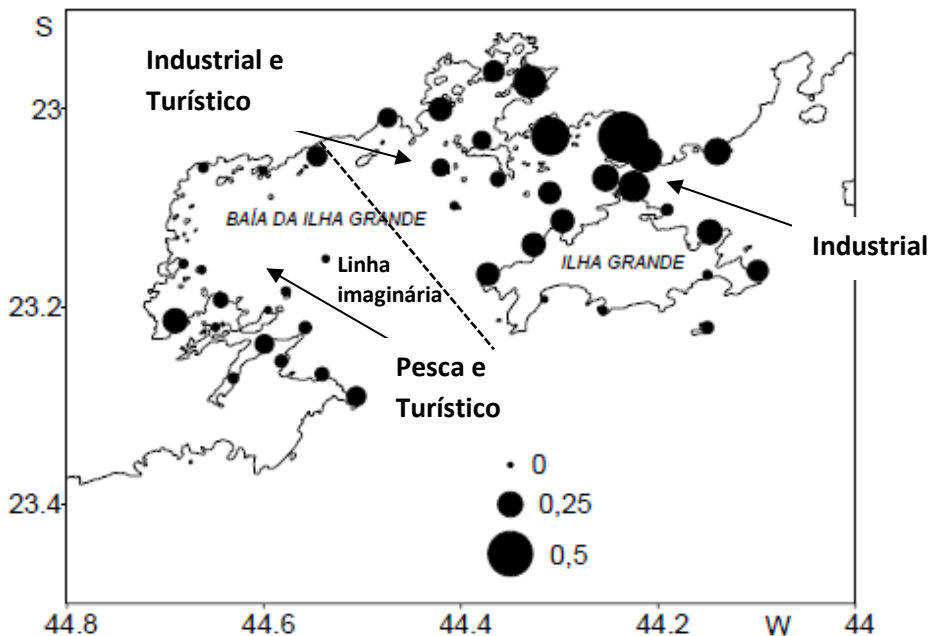 S
Industrial e
Turístico
23
BAÍA DA ILHA GRANDE
Industrial
ILHA GRANDE
Linha
imaginária
23.2
Pesca e
Turístico
0
23.4
0,25
0,5
44.8
44.6
44.4
44.2
W
44